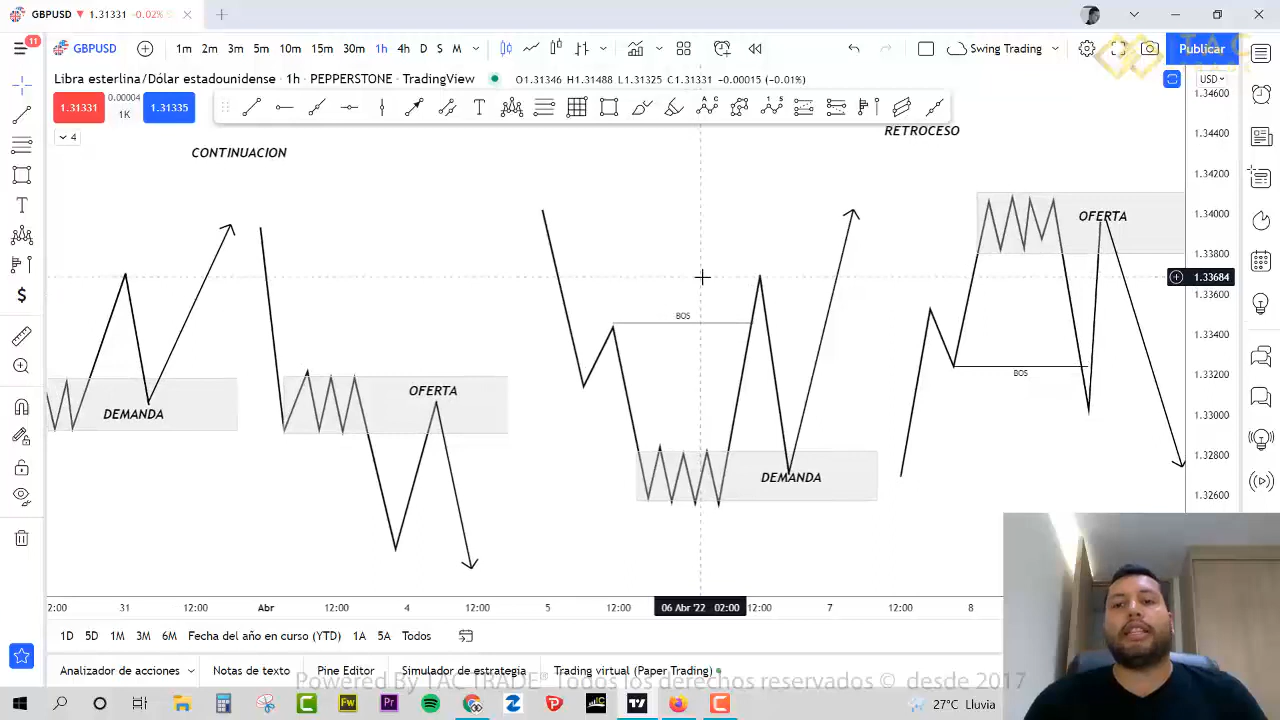 GBPUSD ▼ 1.31331 -0.02% Swing Trading
11
GBPUSD 1m 2m 3m 5m 10m 15m 30m 1h 4h D S M Swing Trading Publicar
Libra esterlina/Dólar estadounidense · 1h · PEPPERSTONE · TradingView O1.31346 H1.31488 L1.31325 C1.31331 -0.00015 (-0.01%) USD
1.31331 0.00004 1.31335
1K
4
RETROCESO
CONTINUACION
OFERTA
BOS
BOS
OFERTA
DEMANDA
DEMANDA
1.34600
1.34400
1.34200
1.34000
1.33800
1.33684
1.33600
1.33400
1.33200
1.33000
1.32800
1.32600
2:00 31 12:00 Abr 12:00 4 12:00 5 12:00 06 Abr '22 02:00 12:00 7 12:00 8
1D 5D 1M 3M 6M Fecha del año en curso (YTD) 1A 5A Todos
Analizador de acciones Notas de texto Pine Editor Simulador de estrategia Trading virtual (Paper Trading)
Powered By TAC TRADE® Todos los derechos reservados © desde 2017
27°C Lluvia